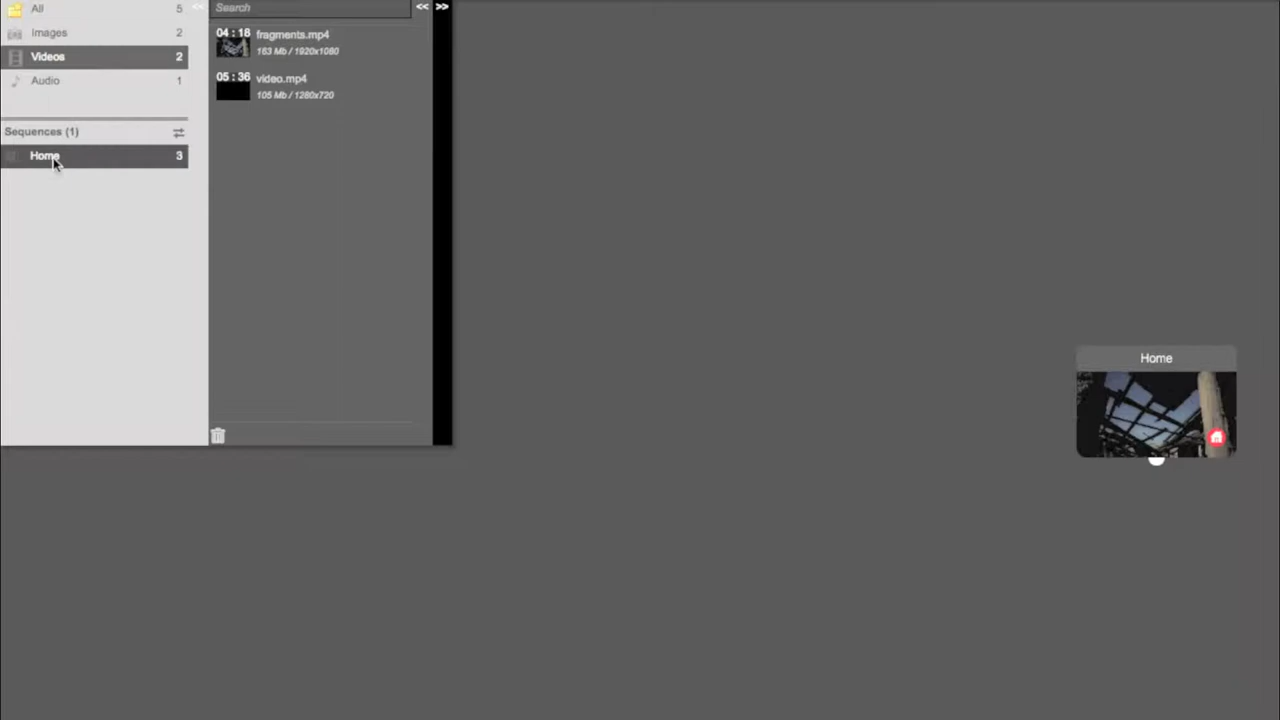 All 5
Images 2
Videos 2
Audio 1
Sequences (1)
Home 3
Search
<< << >>
04 : 18 fragments.mp4
163 Mb / 1920x1080
05 : 36 video.mp4
105 Mb / 1280x720
Home